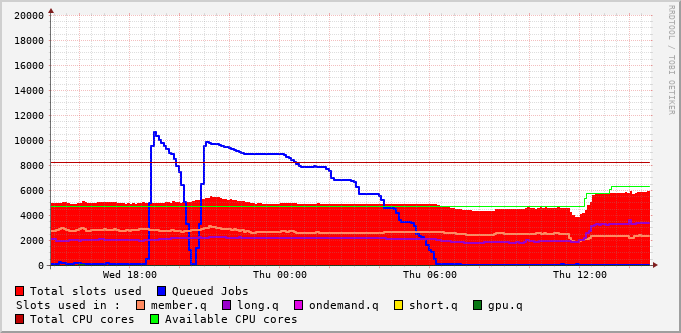 RRDTOOL / TOBI OETIKER
20000
18000
16000
14000
12000
10000
8000
6000
4000
2000
0
Wed 18:00 Thu 00:00 Thu 06:00 Thu 12:00
Total slots used Queued Jobs
Slots used in : member.q long.q ondemand.q short.q gpu.q
Total CPU cores Available CPU cores